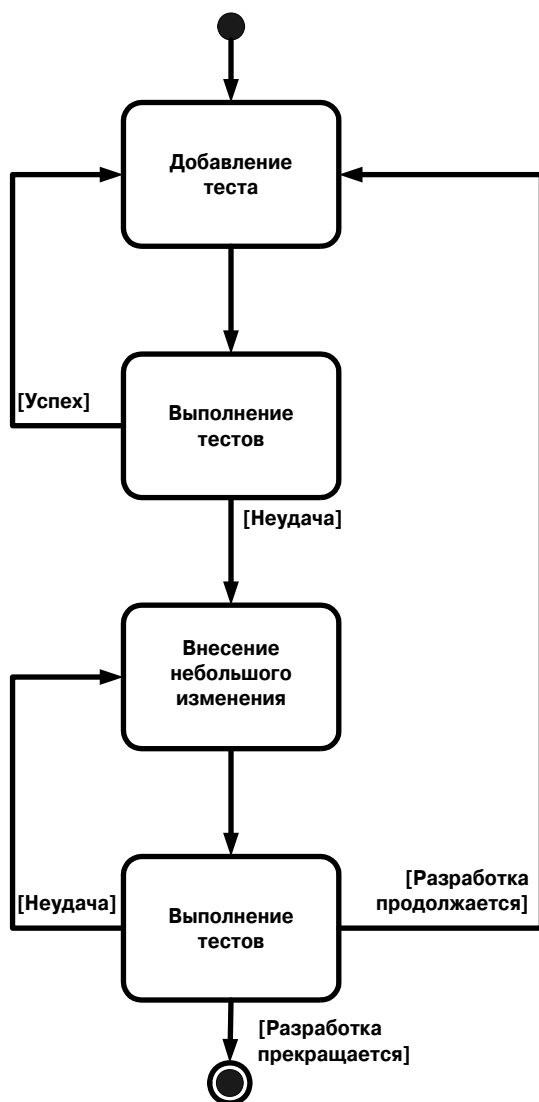 Добавление
теста
[Успех]
Выполнение
тестов
[Неудача]
Внесение
небольшого
изменения
[Неудача]
Выполнение
тестов
[Разработка
продолжается]
[Разработка
прекращается]